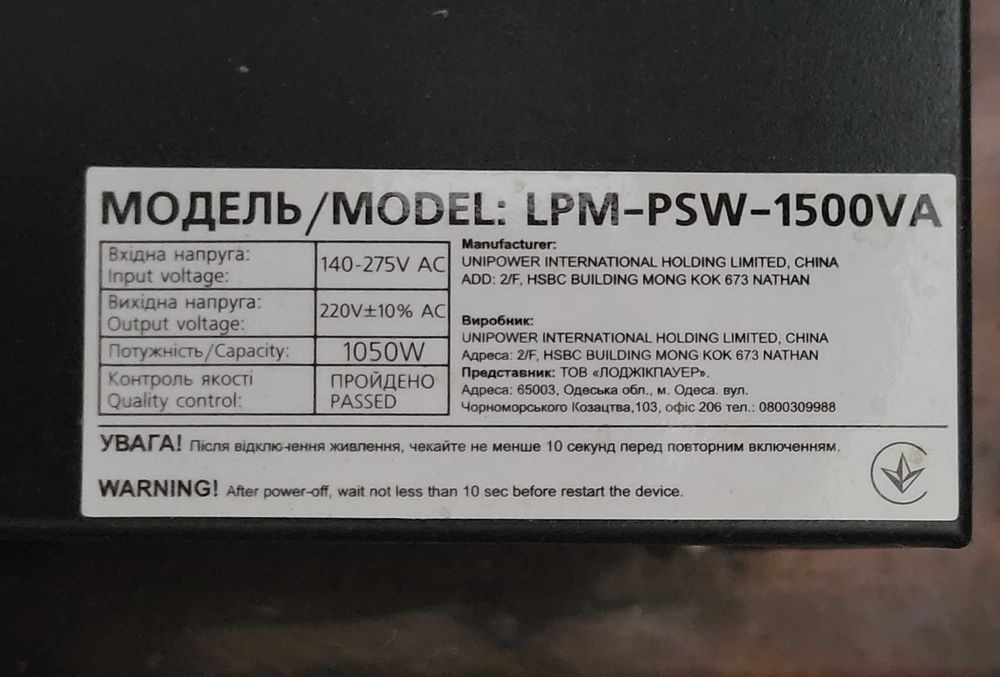 МОДЕЛЬ/MODEL: LPM-PSW-1500VA
Вхідна напруга:
Input voltage:
140-275V AC
Вихідна напруга:
Output voltage:
220V±10% AC
Потужність/Capacity:
1050W
Контроль якості
Quality control:
ПРОЙДЕНО
PASSED
Manufacturer:
UNIPOWER INTERNATIONAL HOLDING LIMITED, CHINA
ADD: 2/F, HSBC BUILDING MONG KOK 673 NATHAN
Виробник:
UNIPOWER INTERNATIONAL HOLDING LIMITED, CHINA
Адреса: 2/F, HSBC BUILDING MONG KOK 673 NATHAN
Представник: ТОВ «ЛОДЖІКПАУЕР».
Адреса: 65003, Одеська обл., м. Одеса. вул.
Чорноморського Козацтва,103, офіс 206 тел.: 0800309988
УВАГА! Після відключення живлення, чекайте не менше 10 секунд перед повторним включенням.
WARNING! After power-off, wait not less than 10 sec before restart the device.